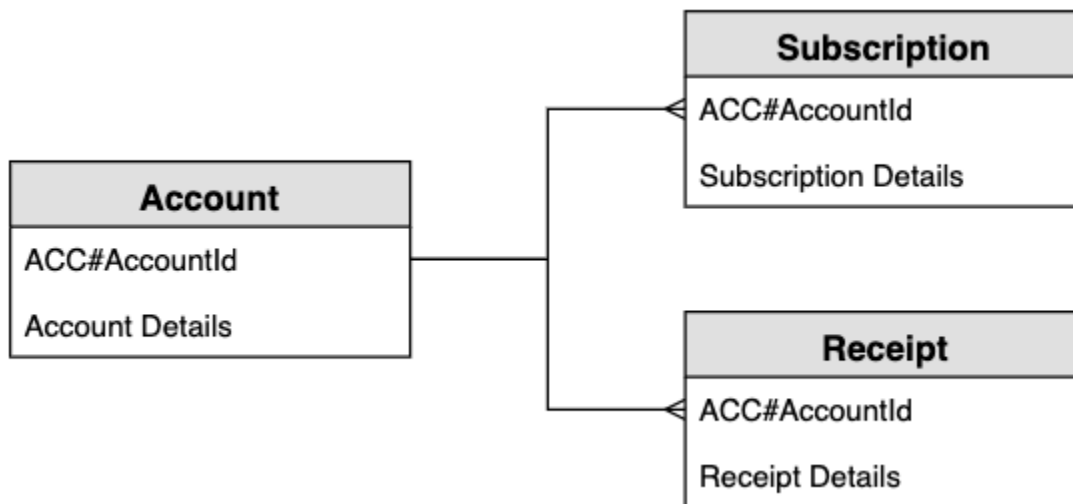 Account
ACC#AccountId
Account Details
Subscription
ACC#AccountId
Subscription Details
Receipt
ACC#AccountId
Receipt Details